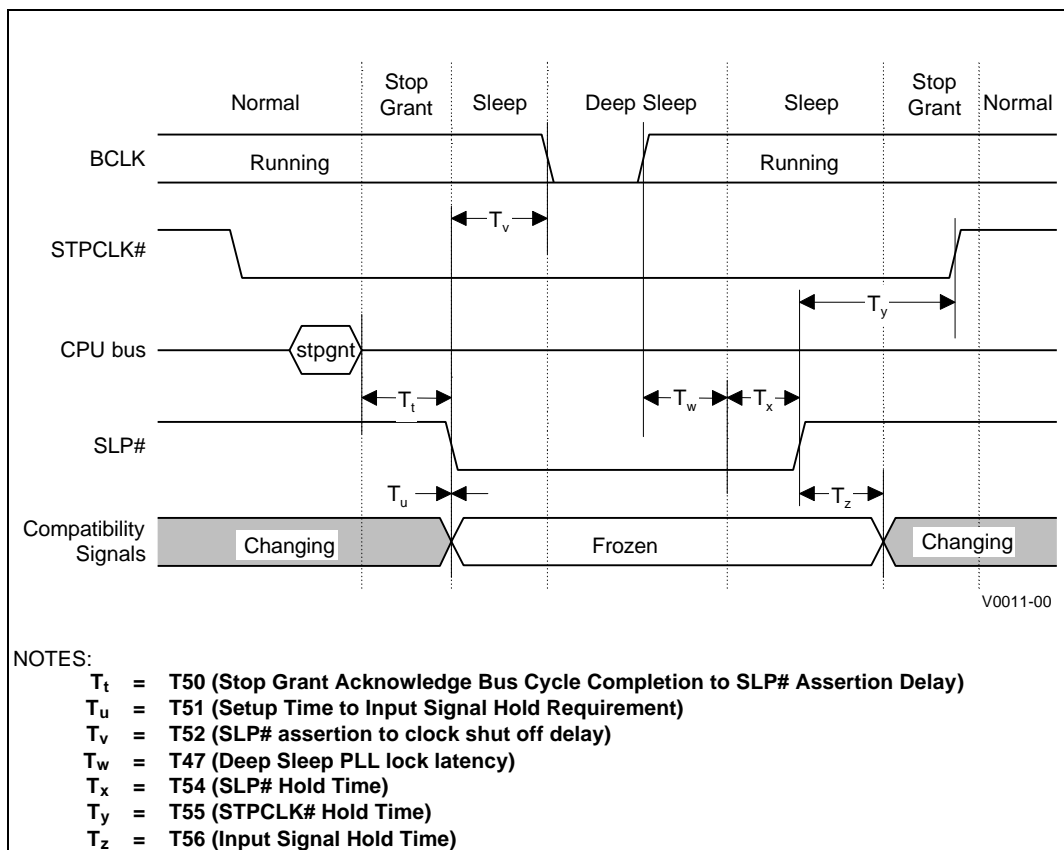 Normal
Stop
Grant
Sleep
Deep Sleep
Sleep
Stop
Grant
Normal
BCLK
Running
Running
Tv
STPCLK#
Ty
CPU bus
stpgnt
Tt
Tw
Tx
SLP#
Tu
Tz
Compatibility
Signals
Changing
Frozen
Changing
V0011-00
NOTES:
Tt = T50 (Stop Grant Acknowledge Bus Cycle Completion to SLP# Assertion Delay)
Tu = T51 (Setup Time to Input Signal Hold Requirement)
Tv = T52 (SLP# assertion to clock shut off delay)
Tw = T47 (Deep Sleep PLL lock latency)
Tx = T54 (SLP# Hold Time)
Ty = T55 (STPCLK# Hold Time)
Tz = T56 (Input Signal Hold Time)